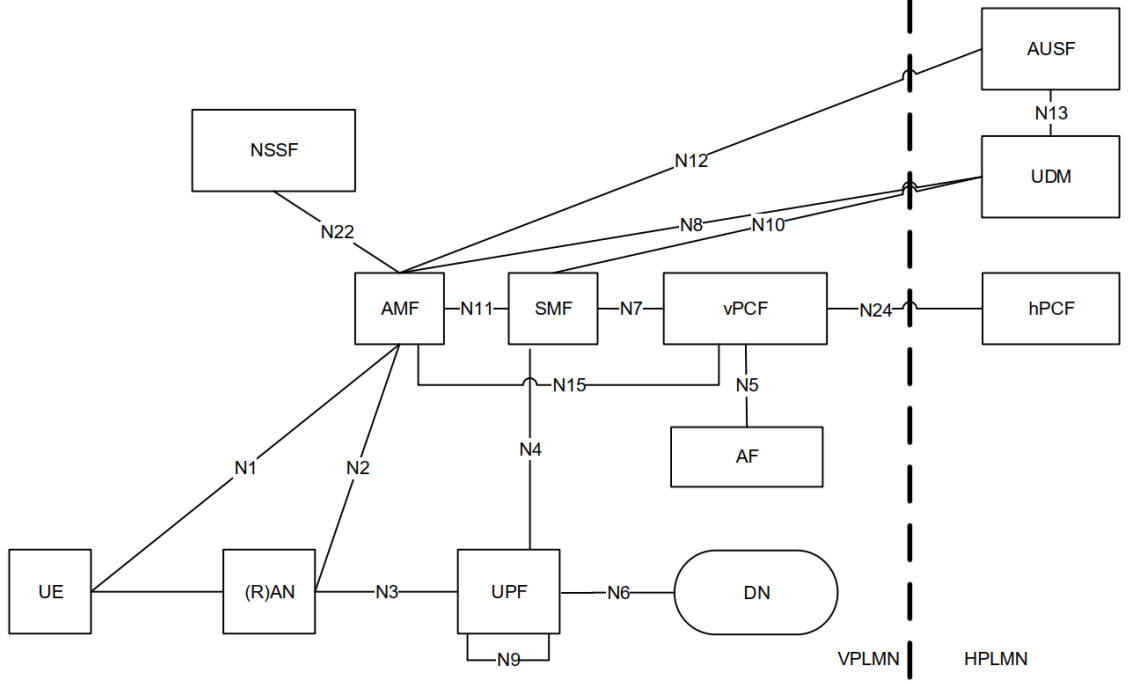 AUSF
N13
NSSF
N12
UDM
N22
N8
N10
AMF
N11
SMF
N7
vPCF
N24
hPCF
N15
N5
N4
AF
N1
N2
UE
(R)AN
N3
UPF
N6
DN
N9
VPLMN
HPLMN